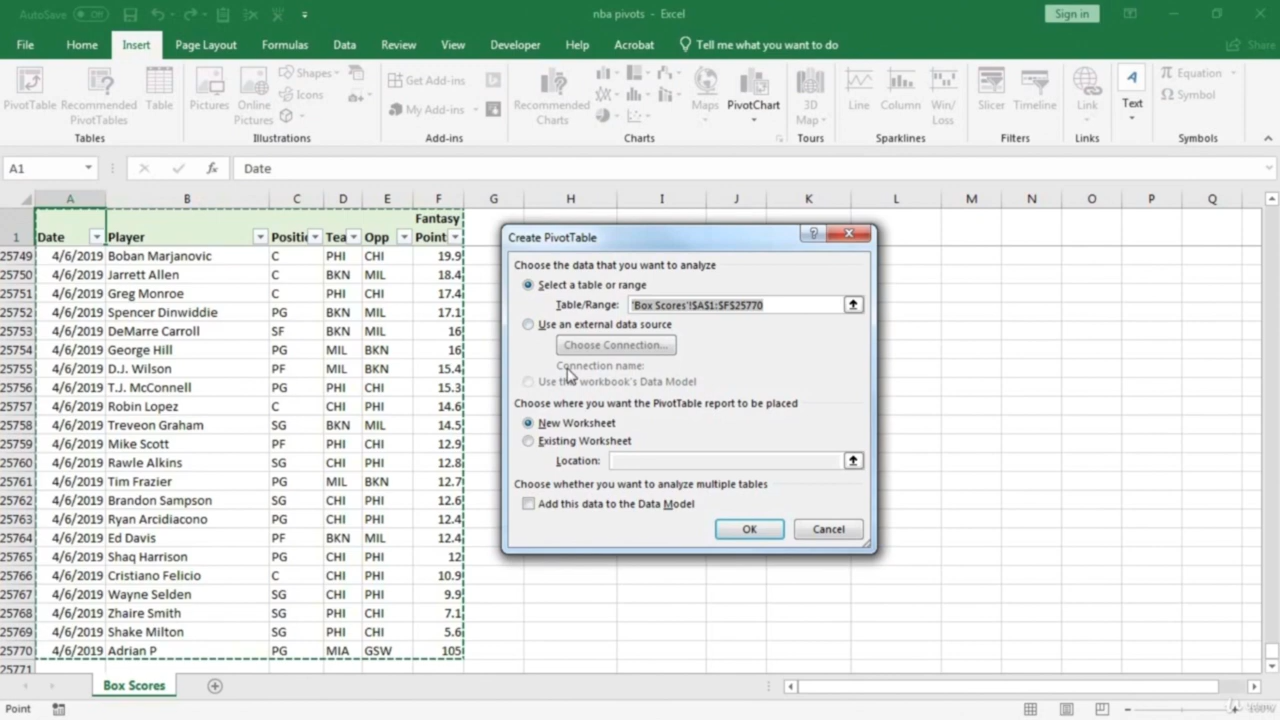 AutoSave Off nba pivots - Excel Sign in
File Home Insert Page Layout Formulas Data Review View Developer Help Acrobat Tell me what you want to do Share
PivotTable Recommended PivotTables Table Pictures Online Pictures Shapes Icons Get Add-ins My Add-ins Recommended Charts Maps PivotChart 3D Map Line Column Win/Loss Slicer Timeline Link Text Equation Symbol
Tables Illustrations Add-ins Charts Tours Sparklines Filters Links Symbols
A1 fx Date
A B C D E F G H I J K L M N O P Q
1 Date Player Positic Tea Opp Fantasy Point
25749 4/6/2019 Boban Marjanovic C PHI CHI 19.9
25750 4/6/2019 Jarrett Allen C BKN MIL 18.4
25751 4/6/2019 Greg Monroe C PHI CHI 17.4
25752 4/6/2019 Spencer Dinwiddie PG BKN MIL 17.1
25753 4/6/2019 DeMarre Carroll SF BKN MIL 16
25754 4/6/2019 George Hill PG MIL BKN 16
25755 4/6/2019 D.J. Wilson PF MIL BKN 15.4
25756 4/6/2019 T.J. McConnell PG PHI CHI 15.3
25757 4/6/2019 Robin Lopez C CHI PHI 14.6
25758 4/6/2019 Treveon Graham SG BKN MIL 14.5
25759 4/6/2019 Mike Scott PF PHI CHI 12.9
25760 4/6/2019 Rawle Alkins SG CHI PHI 12.8
25761 4/6/2019 Tim Frazier PG MIL BKN 12.7
25762 4/6/2019 Brandon Sampson SG CHI PHI 12.6
25763 4/6/2019 Ryan Arcidiacono PG CHI PHI 12.4
25764 4/6/2019 Ed Davis PF BKN MIL 12.4
25765 4/6/2019 Shaq Harrison PG CHI PHI 12
25766 4/6/2019 Cristiano Felicio C CHI PHI 10.9
25767 4/6/2019 Wayne Selden SG CHI PHI 9.9
25768 4/6/2019 Zhaire Smith SG PHI CHI 7.1
25769 4/6/2019 Shake Milton SG PHI CHI 5.6
25770 4/6/2019 Adrian P PG MIA GSW 105
25771
Create PivotTable
Choose the data that you want to analyze
Select a table or range
Table/Range: 'Box Scores'!$A$1:$F$25770
Use an external data source
Choose Connection...
Connection name:
Use this workbook's Data Model
Choose where you want the PivotTable report to be placed
New Worksheet
Existing Worksheet
Location:
Choose whether you want to analyze multiple tables
Add this data to the Data Model
OK Cancel
Box Scores
Point